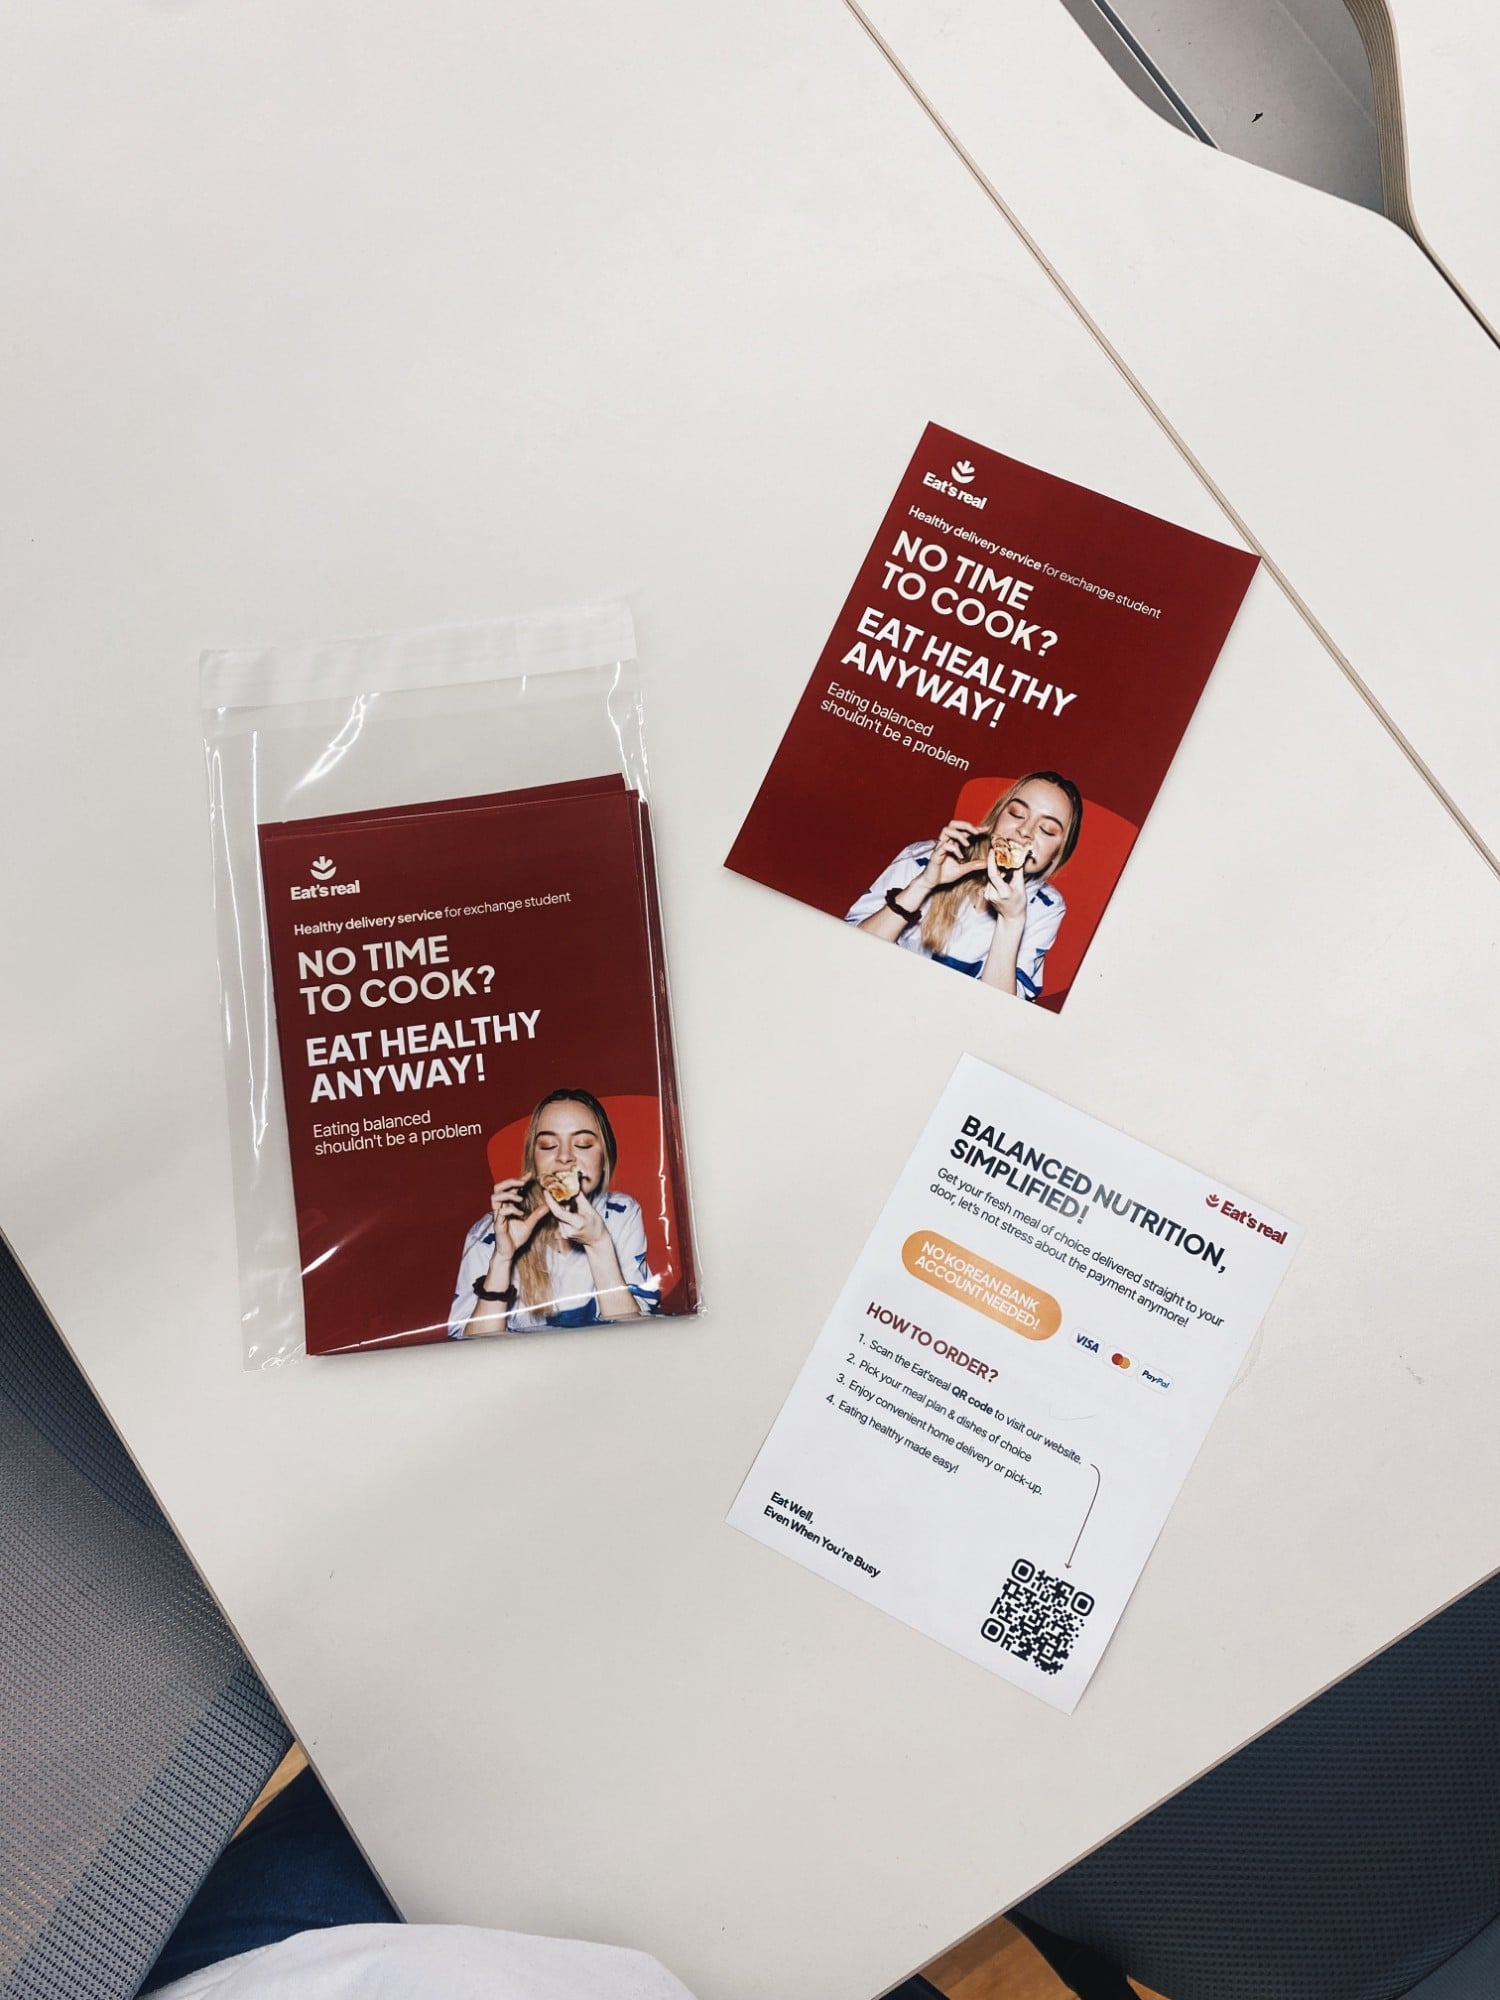 Eat's real
Healthy delivery service for exchange student
NO TIME
TO COOK?
EAT HEALTHY
ANYWAY!
Eating balanced
shouldn't be a problem
Eat's real
Healthy delivery service for exchange student
NO TIME
TO COOK?
EAT HEALTHY
ANYWAY!
Eating balanced
shouldn't be a problem
Eat's real
BALANCED NUTRITION,
SIMPLIFIED!
Get your fresh meal of choice delivered straight to your
door, let's not stress about the payment anymore!
NO KOREAN BANK
ACCOUNT NEEDED!
VISA
PayPal
HOW TO ORDER?
1. Scan the Eat'sreal QR code to visit our website.
2. Pick your meal plan & dishes of choice
3. Enjoy convenient home delivery or pick-up.
4. Eating healthy made easy!
Eat Well,
Even When You're Busy